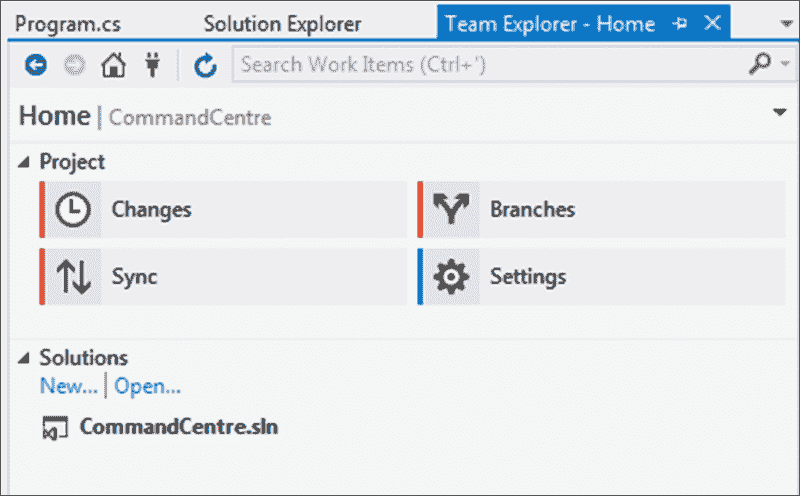 Program.cs Solution Explorer Team Explorer - Home
Search Work Items (Ctrl+')
Home | CommandCentre
Project
Changes Branches
Sync Settings
Solutions
New... | Open...
CommandCentre.sln